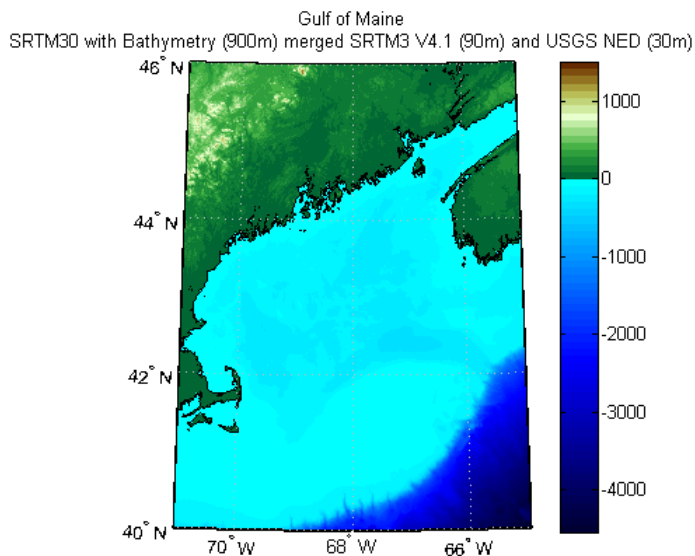 Gulf of Maine
SRTM30 with Bathymetry (900m) merged SRTM3 V4.1 (90m) and USGS NED (30m)
46° N
44° N
42° N
40° N
70° W
68° W
66° W
1000
0
-1000
-2000
-3000
-4000